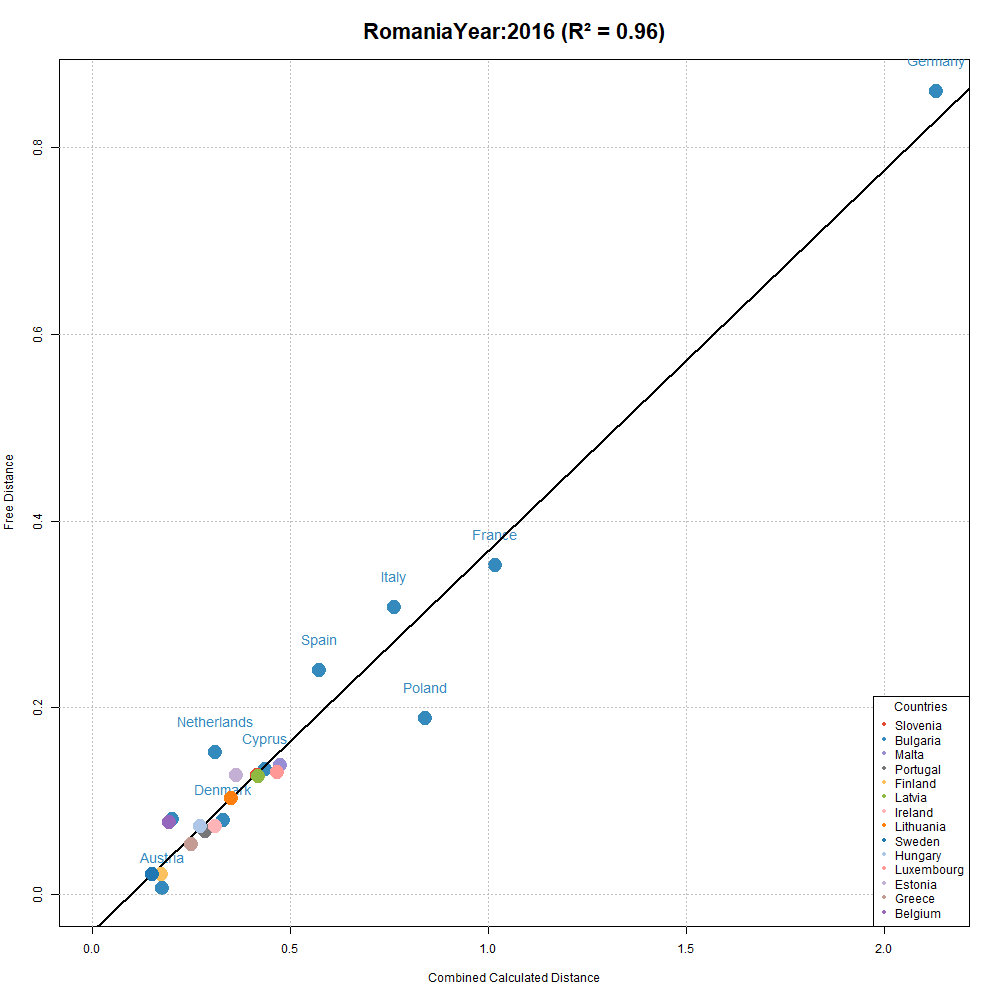 RomaniaYear:2016 (R² = 0.96)
Germany
0.8
0.6
Free Distance
0.4
France
Italy
Spain
Poland
0.2
Netherlands
Cyprus
Denmark
Austria
0.0
Countries
Slovenia
Bulgaria
Malta
Portugal
Finland
Latvia
Ireland
Lithuania
Sweden
Hungary
Luxembourg
Estonia
Greece
Belgium
0.0 0.5 1.0 1.5 2.0
Combined Calculated Distance